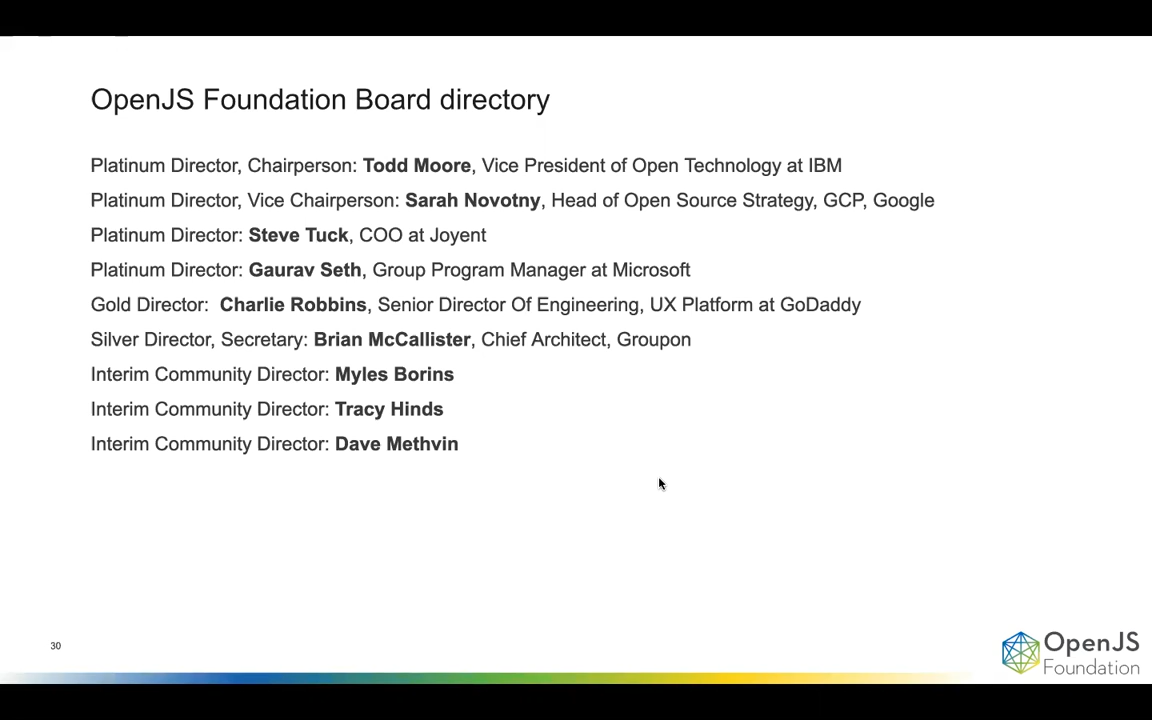 OpenJS Foundation Board directory
Platinum Director, Chairperson: Todd Moore, Vice President of Open Technology at IBM
Platinum Director, Vice Chairperson: Sarah Novotny, Head of Open Source Strategy, GCP, Google
Platinum Director: Steve Tuck, COO at Joyent
Platinum Director: Gaurav Seth, Group Program Manager at Microsoft
Gold Director:  Charlie Robbins, Senior Director Of Engineering, UX Platform at GoDaddy
Silver Director, Secretary: Brian McCallister, Chief Architect, Groupon
Interim Community Director: Myles Borins
Interim Community Director: Tracy Hinds
Interim Community Director: Dave Methvin
30
OpenJS
Foundation